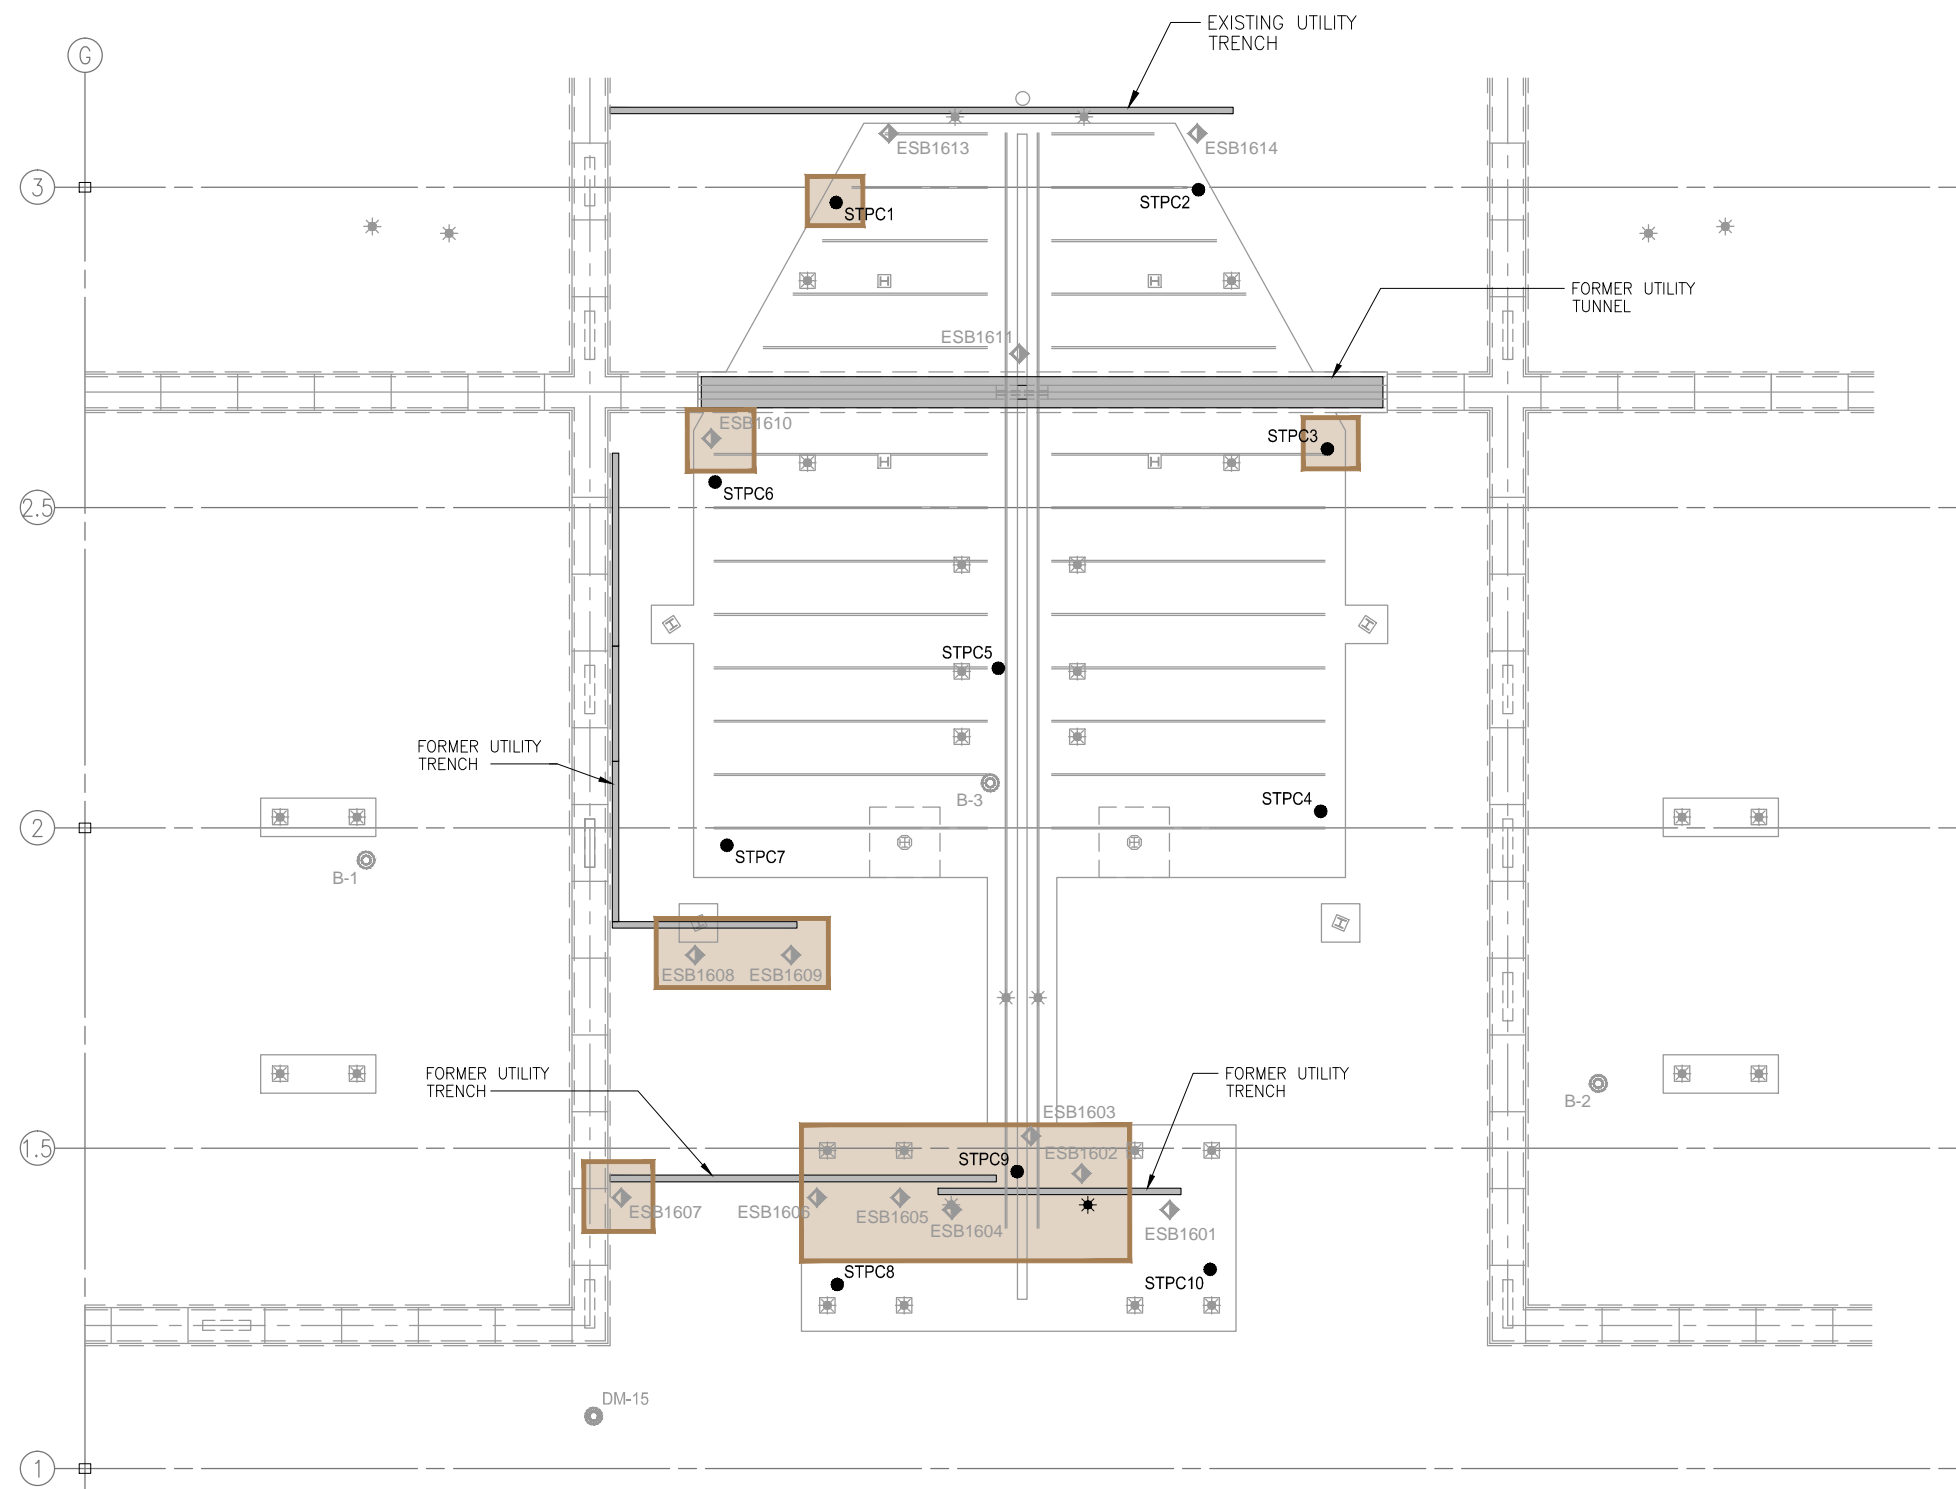 EXISTING UTILITY
TRENCH
G
ESB1613
ESB1614
3
STPC1
STPC2
FORMER UTILITY
TUNNEL
ESB1611
ESB1610
STPC3
STPC6
2.5
STPC5
FORMER UTILITY
TRENCH
B-3
STPC4
2
STPC7
B-1
ESB1608
ESB1609
FORMER UTILITY
TRENCH
FORMER UTILITY
TRENCH
B-2
ESB1603
1.5
ESB1602
STPC9
ESB1607
ESB1606
ESB1605
ESB1604
ESB1601
STPC8
STPC10
DM-15
1